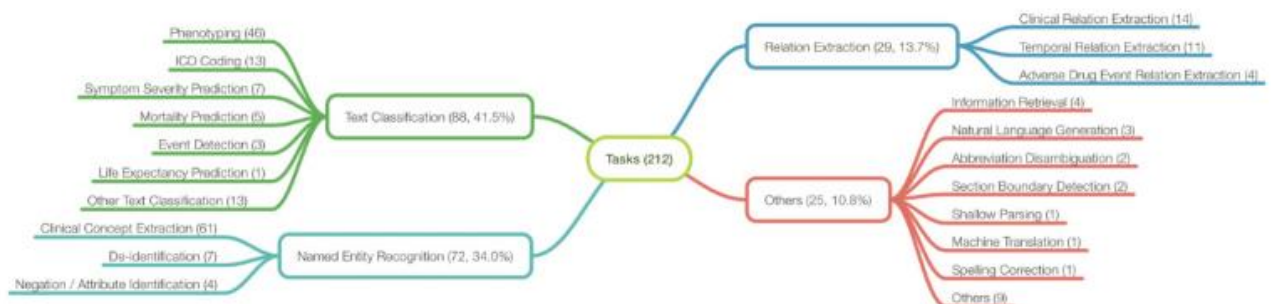 Tasks (212)
Text Classification (88, 41.5%)
Phenotyping (46)
ICO Coding (13)
Symptom Severity Prediction (7)
Mortality Prediction (5)
Event Detection (3)
Life Expectancy Prediction (1)
Other Text Classification (13)
Named Entity Recognition (72, 34.0%)
Clinical Concept Extraction (61)
De-identification (7)
Negation / Attribute Identification (4)
Relation Extraction (29, 13.7%)
Clinical Relation Extraction (14)
Temporal Relation Extraction (11)
Adverse Drug Event Relation Extraction (4)
Others (25, 10.8%)
Information Retrieval (4)
Natural Language Generation (3)
Abbreviation Disambiguation (2)
Section Boundary Detection (2)
Shallow Parsing (1)
Machine Translation (1)
Spelling Correction (1)
Others (9)